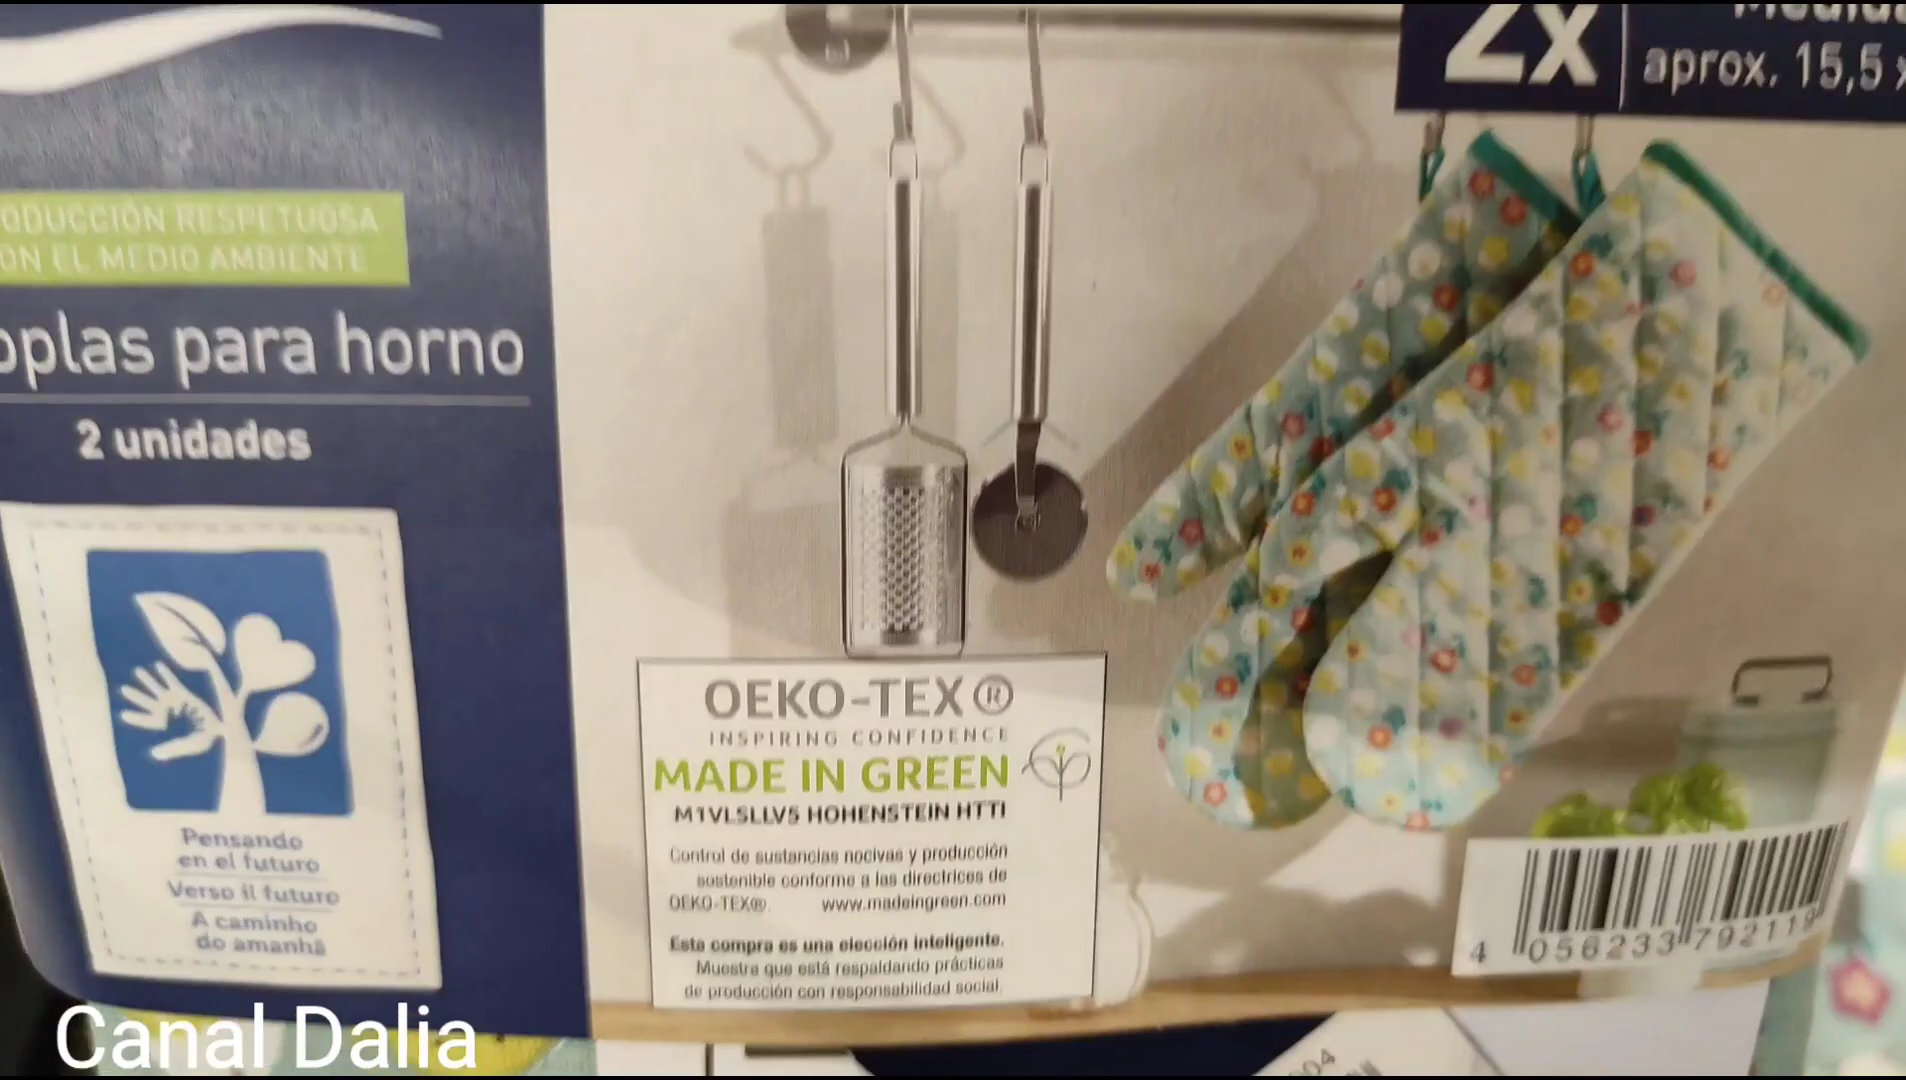 ODUCCIÓN RESPETUOSA
ON EL MEDIO AMBIENTE
oplas para horno
2 unidades
Pensando
en el futuro
Verso il futuro
A caminho
do amanhã
2x
aprox. 15,5 x
OEKO-TEX®
INSPIRING CONFIDENCE
MADE IN GREEN
M1VLSLLV5 HOHENSTEIN HTTI
Control de sustancias nocivas y producción
sostenible conforme a las directrices de
OEKO-TEX®. www.madeingreen.com
Esta compra es una elección inteligente.
Muestra que está respaldando prácticas
de producción con responsabilidad social.
4 056233 792119
Canal Dalia